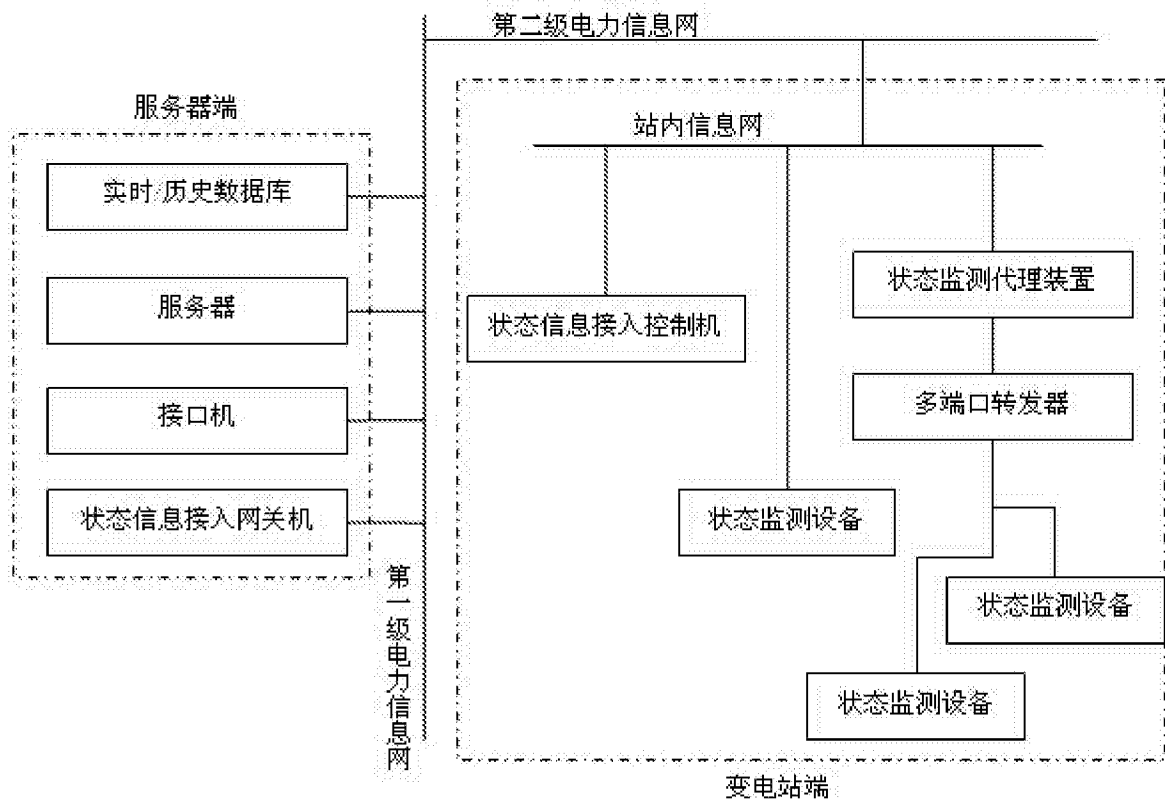 第二级电力信息网
服务器端
站内信息网
实时/历史数据库
状态监测代理装置
服务器
状态信息接入控制机
多端口转发器
接口机
状态信息接入网关机
状态监测设备
第一级电力信息网
状态监测设备
状态监测设备
变电站端